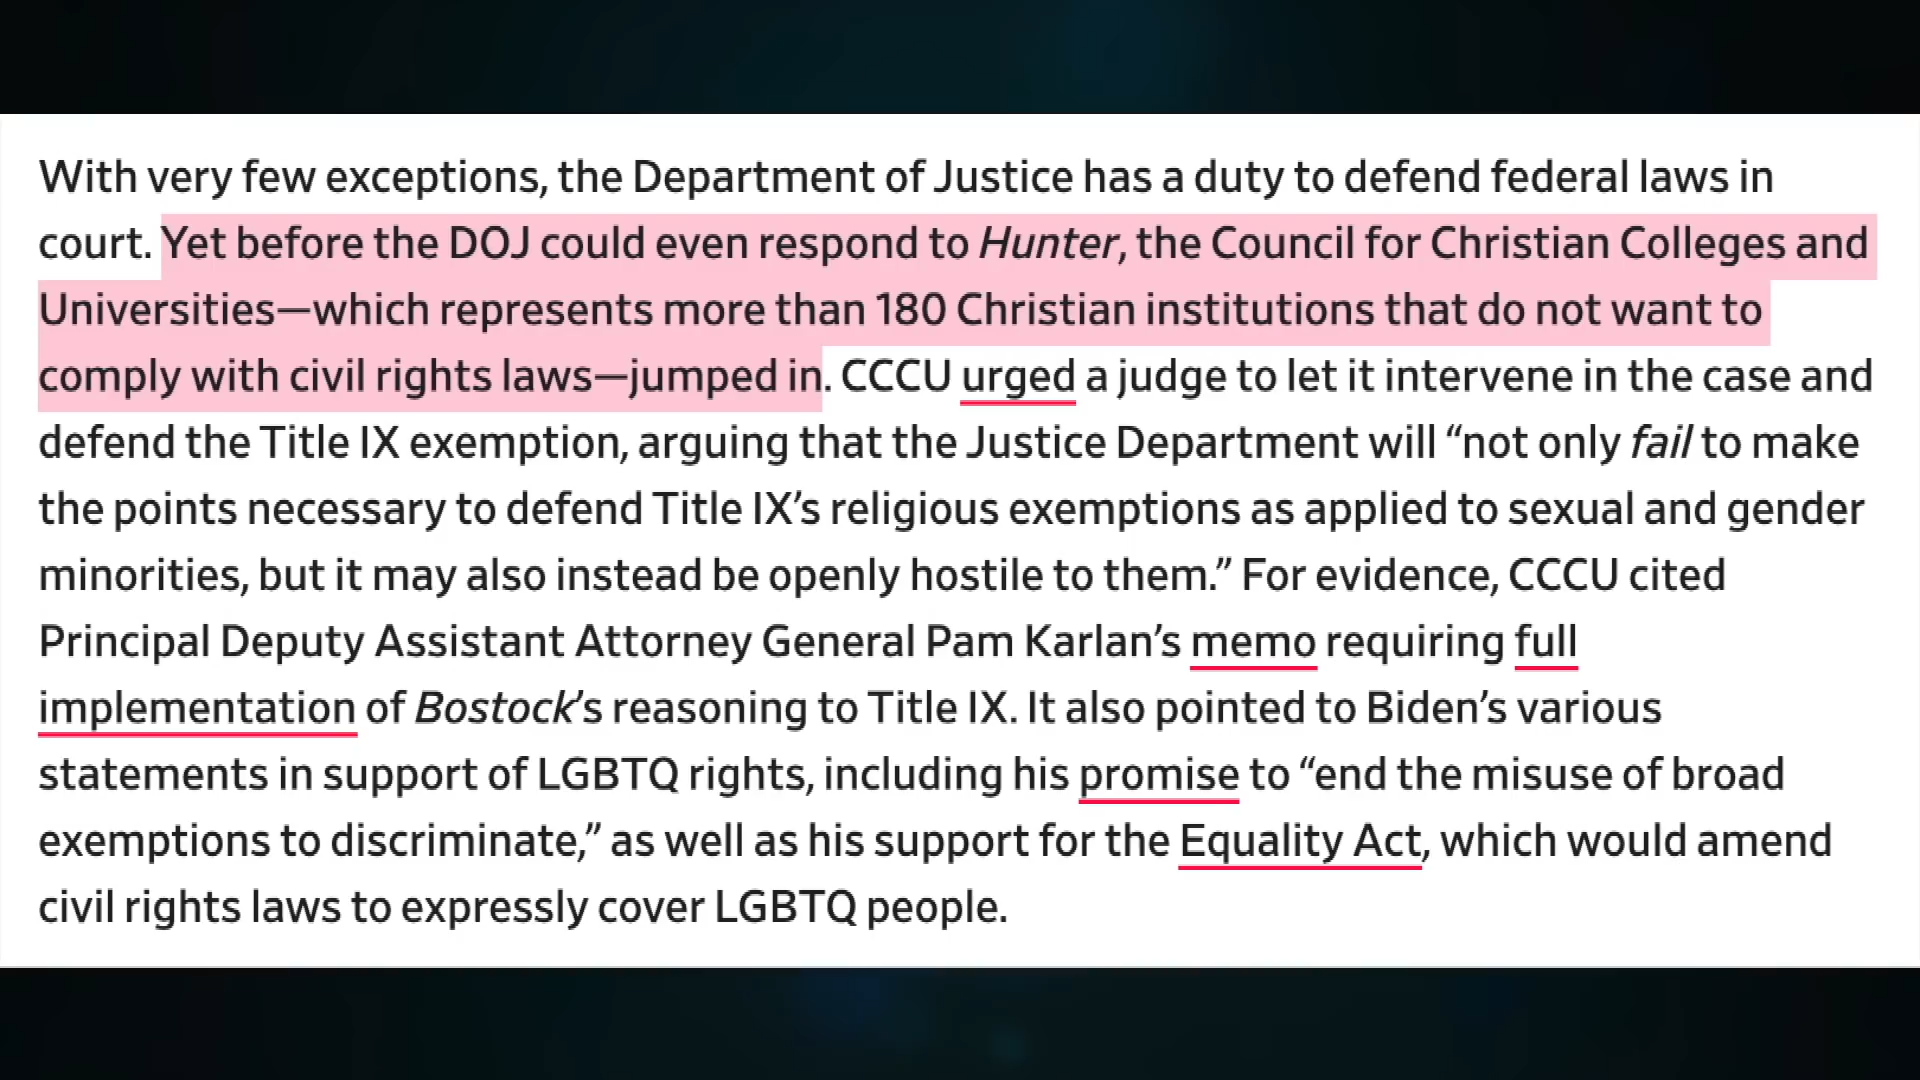 With very few exceptions, the Department of Justice has a duty to defend federal laws in
court. Yet before the DOJ could even respond to Hunter, the Council for Christian Colleges and
Universities—which represents more than 180 Christian institutions that do not want to
comply with civil rights laws—jumped in. CCCU urged a judge to let it intervene in the case and
defend the Title IX exemption, arguing that the Justice Department will “not only fail to make
the points necessary to defend Title IX’s religious exemptions as applied to sexual and gender
minorities, but it may also instead be openly hostile to them.” For evidence, CCCU cited
Principal Deputy Assistant Attorney General Pam Karlan’s memo requiring full
implementation of Bostock’s reasoning to Title IX. It also pointed to Biden’s various
statements in support of LGBTQ rights, including his promise to “end the misuse of broad
exemptions to discriminate,” as well as his support for the Equality Act, which would amend
civil rights laws to expressly cover LGBTQ people.